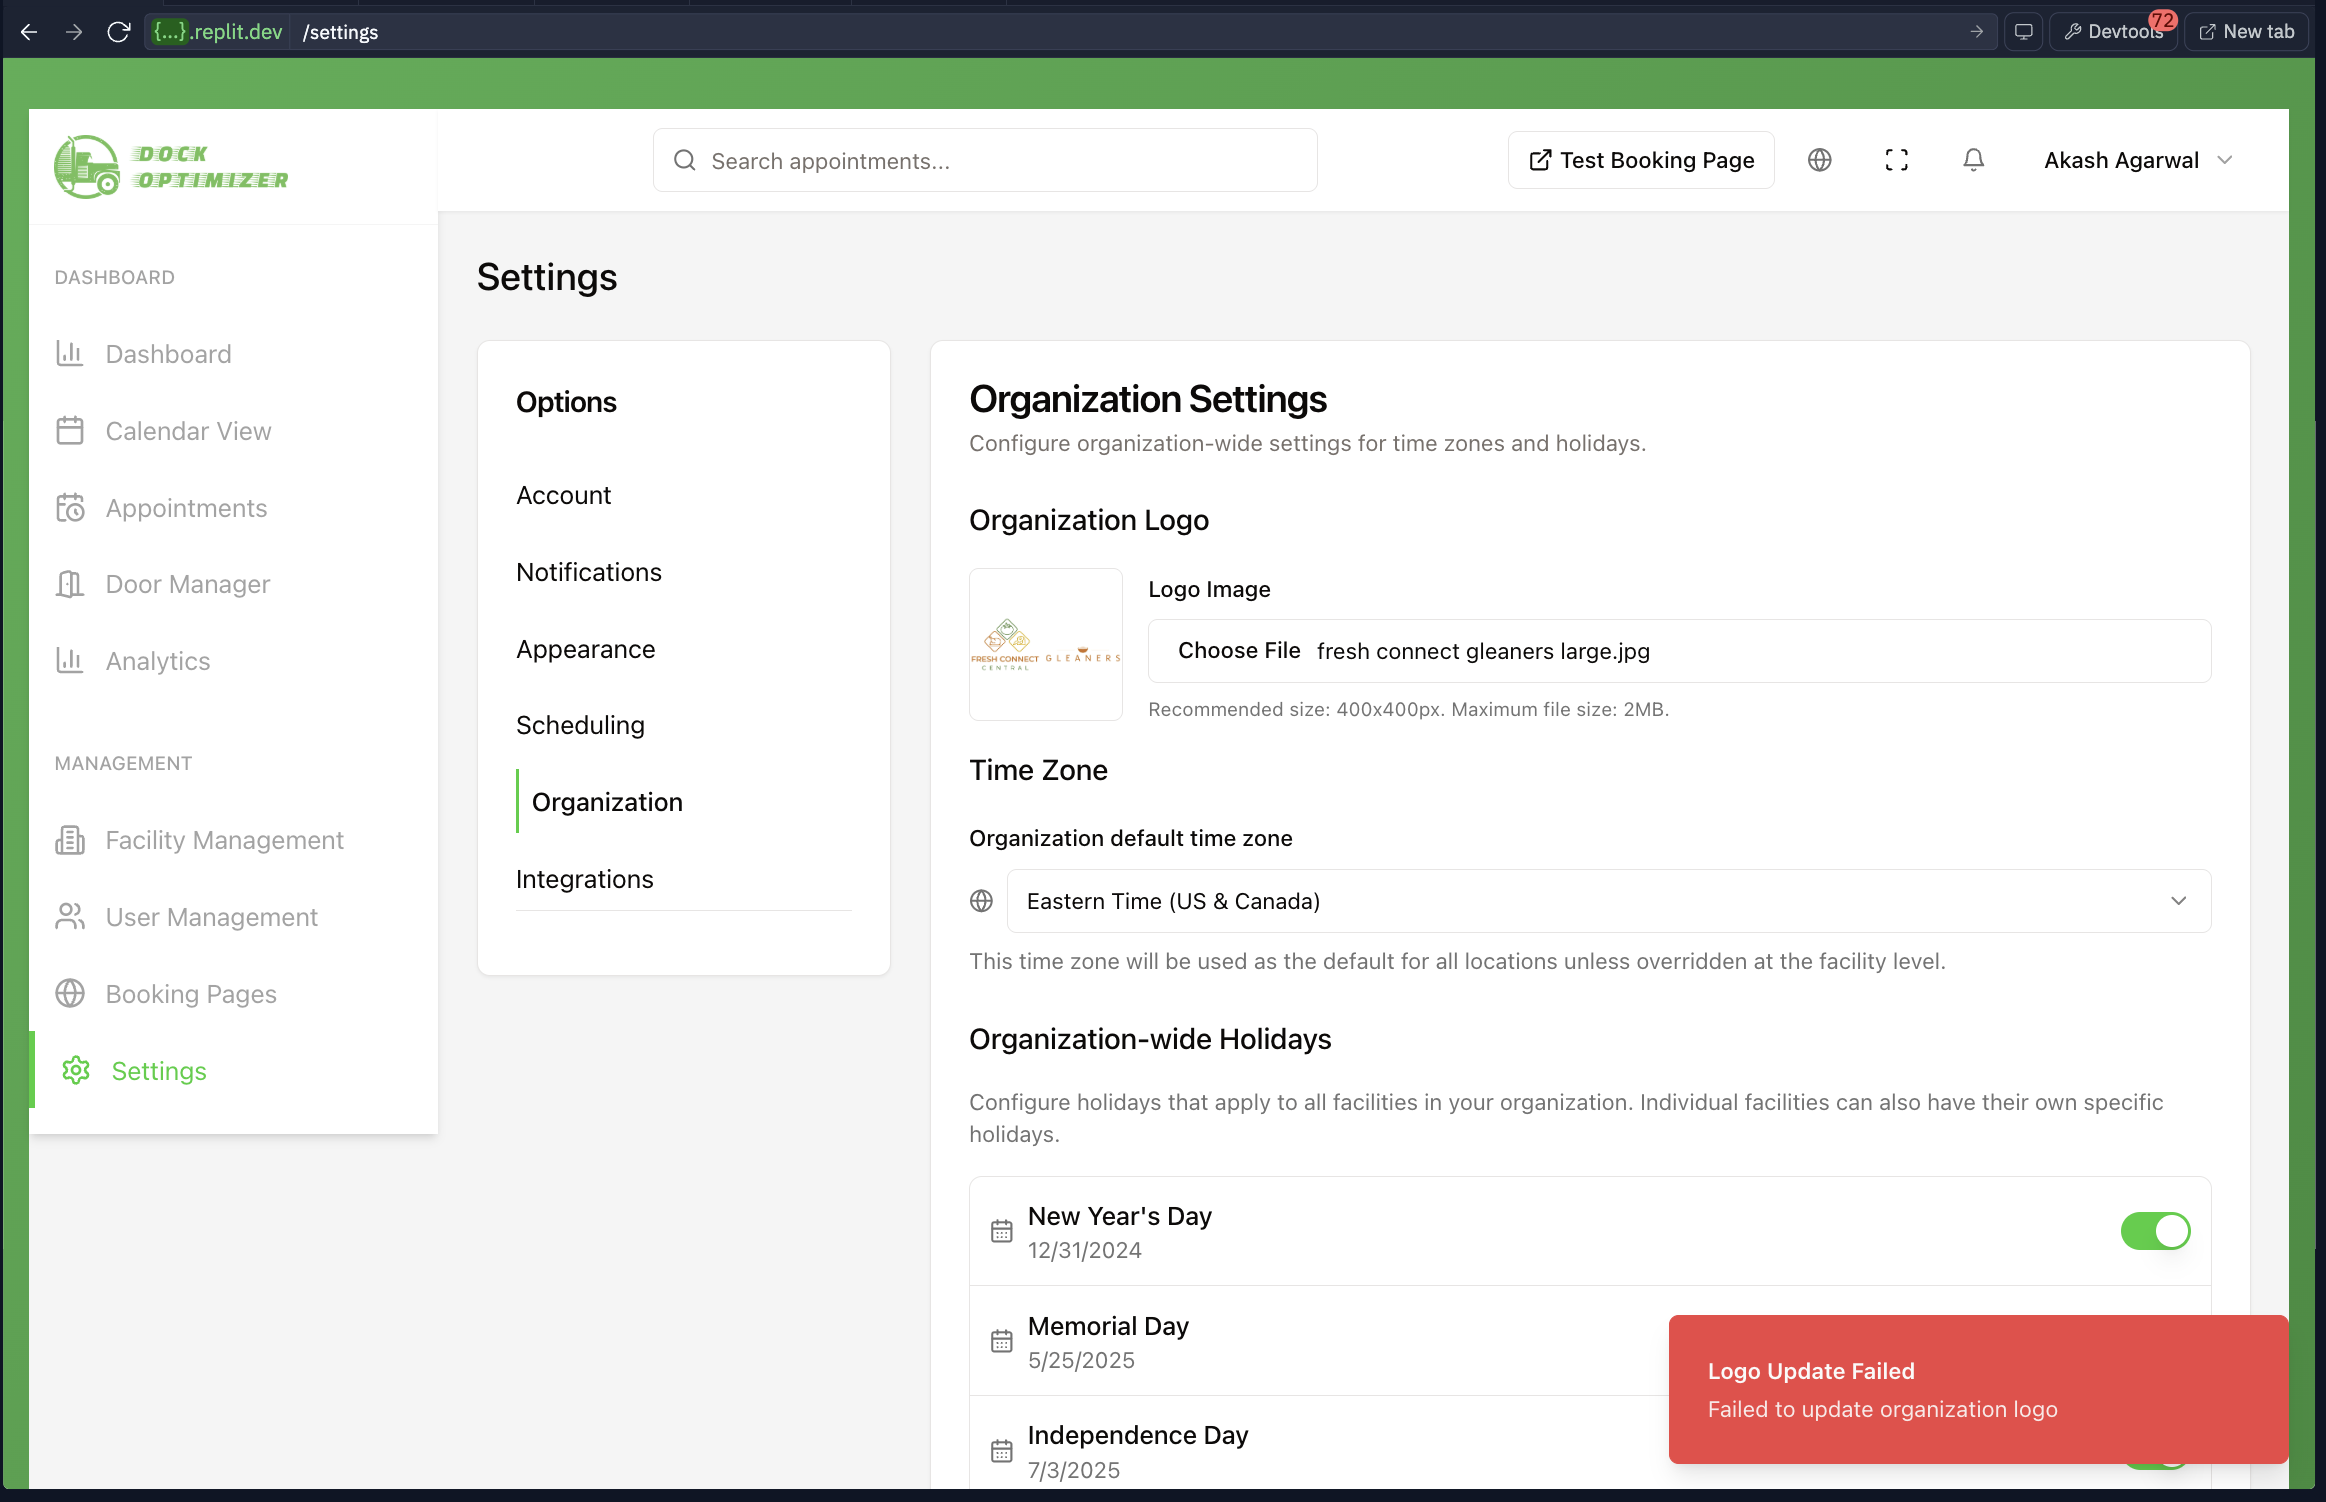 {...}.replit.dev /settings
Devtools
72
New tab
DOCK
OPTIMIZER
Search appointments...
Test Booking Page
Akash Agarwal
DASHBOARD
Dashboard
Calendar View
Appointments
Door Manager
Analytics
MANAGEMENT
Facility Management
User Management
Booking Pages
Settings
Settings
Options
Account
Notifications
Appearance
Scheduling
Organization
Integrations
Organization Settings
Configure organization-wide settings for time zones and holidays.
Organization Logo
FRESH CONNECT
CENTRAL
GLEANERS
Logo Image
Choose File fresh connect gleaners large.jpg
Recommended size: 400x400px. Maximum file size: 2MB.
Time Zone
Organization default time zone
Eastern Time (US & Canada)
This time zone will be used as the default for all locations unless overridden at the facility level.
Organization-wide Holidays
Configure holidays that apply to all facilities in your organization. Individual facilities can also have their own specific
holidays.
New Year's Day
12/31/2024
Memorial Day
5/25/2025
Independence Day
7/3/2025
Logo Update Failed
Failed to update organization logo